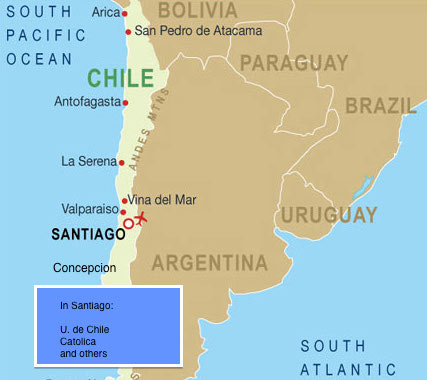 SOUTH
PACIFIC
OCEAN
BOLIVIA
Arica
San Pedro de Atacama
PARAGUAY
CHILE
BRAZIL
Antofagasta
ANDES MTNS
La Serena
Vina del Mar
Valparaiso
URUGUAY
SANTIAGO
ARGENTINA
Concepcion
In Santiago:
U. de Chile
Catolica
and others
SOUTH
ATLANTIC